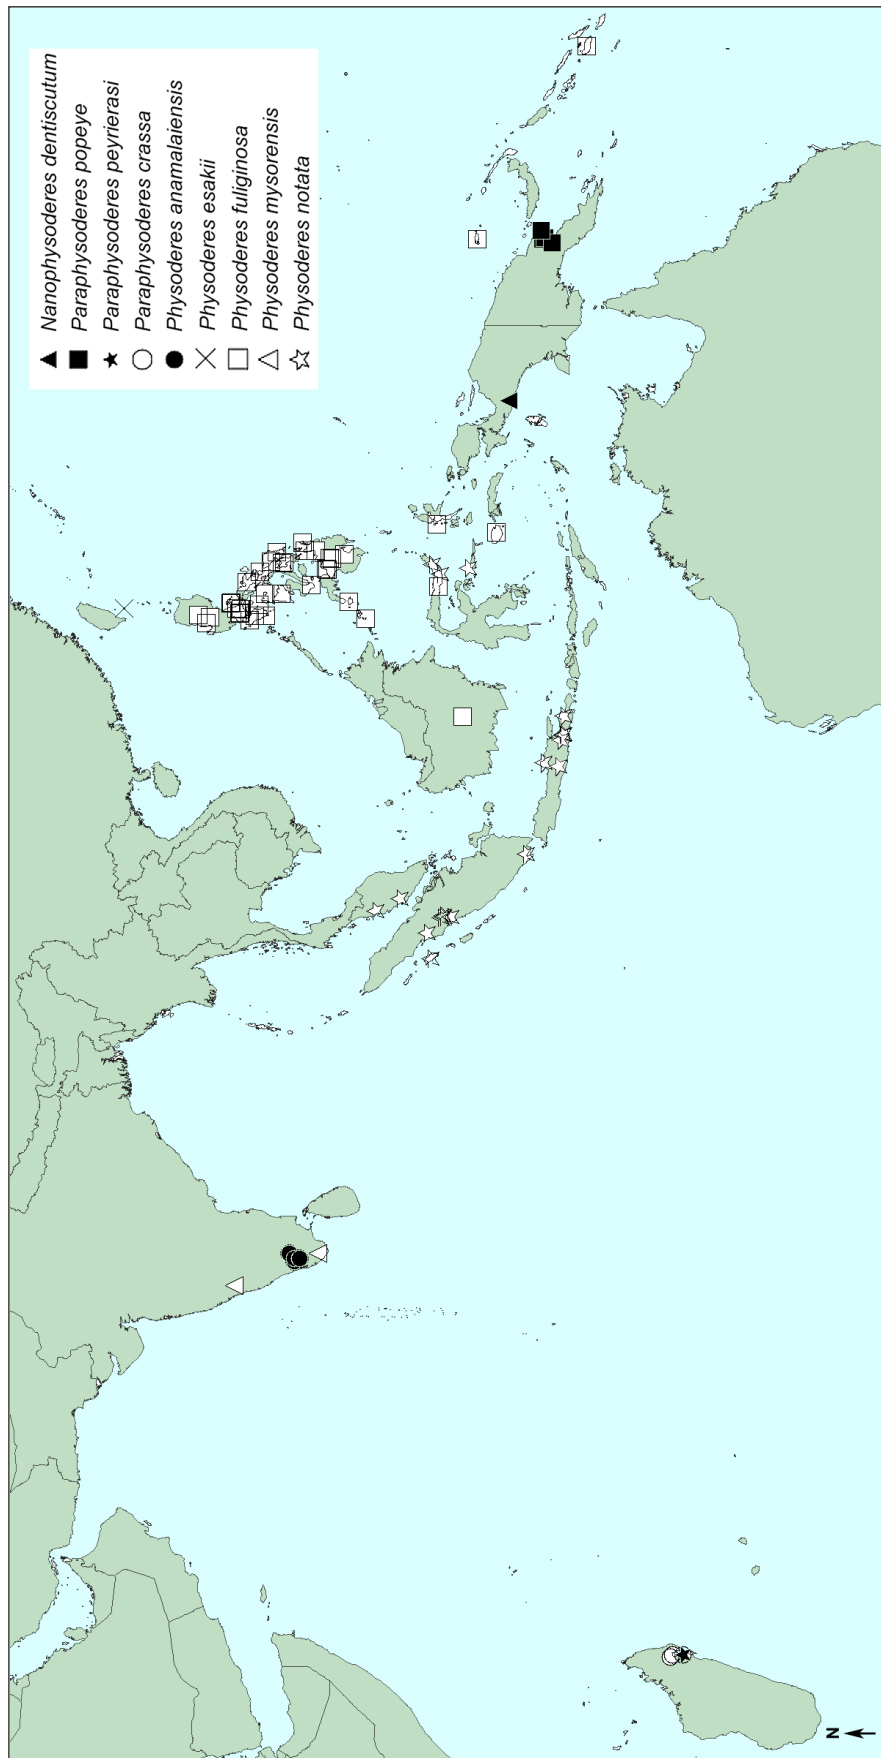 Nanophysoderes dentiscutum
Paraphysoderes popeye
Paraphysoderes peyrierasi
Paraphysoderes crassa
Physoderes anamalaiensis
Physoderes esakii
Physoderes fuliginosa
Physoderes mysorensis
Physoderes notata
N